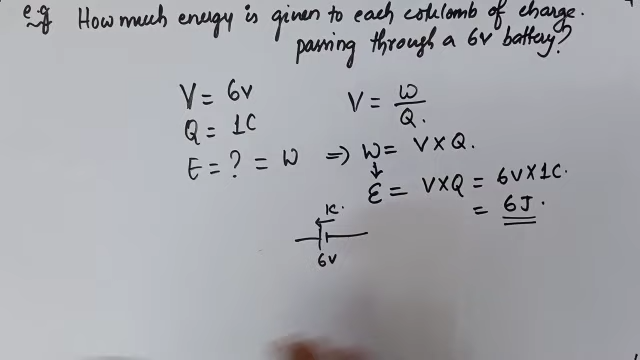 e.g How much energy is given to each coulomb of charge.
passing through a 6V battery?
V = 6V
Q = 1C
E = ? = W
V = W/Q.
⇒ W = V×Q.
↓
E = V×Q = 6V×1C.
= 6J.
1C.
6V